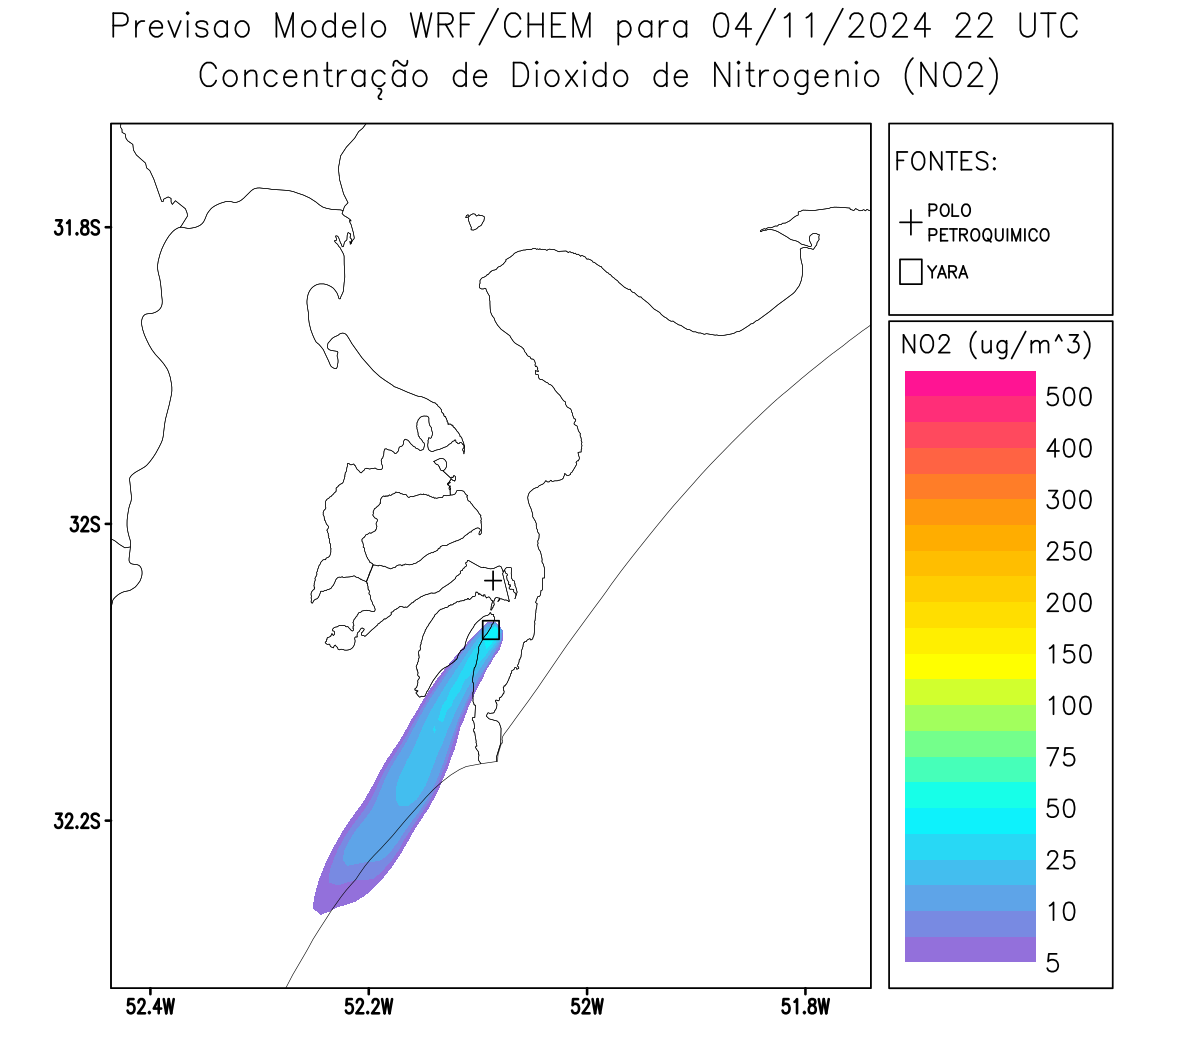 Previsao Modelo WRF/CHEM para 04/11/2024 22 UTC
Concentração de Dioxido de Nitrogenio (NO2)
FONTES:
POLO
PETROQUIMICO
YARA
NO2 (ug/m^3)
500
400
300
250
200
150
100
75
50
25
10
5
31.8S
32S
32.2S
52.4W
52.2W
52W
51.8W